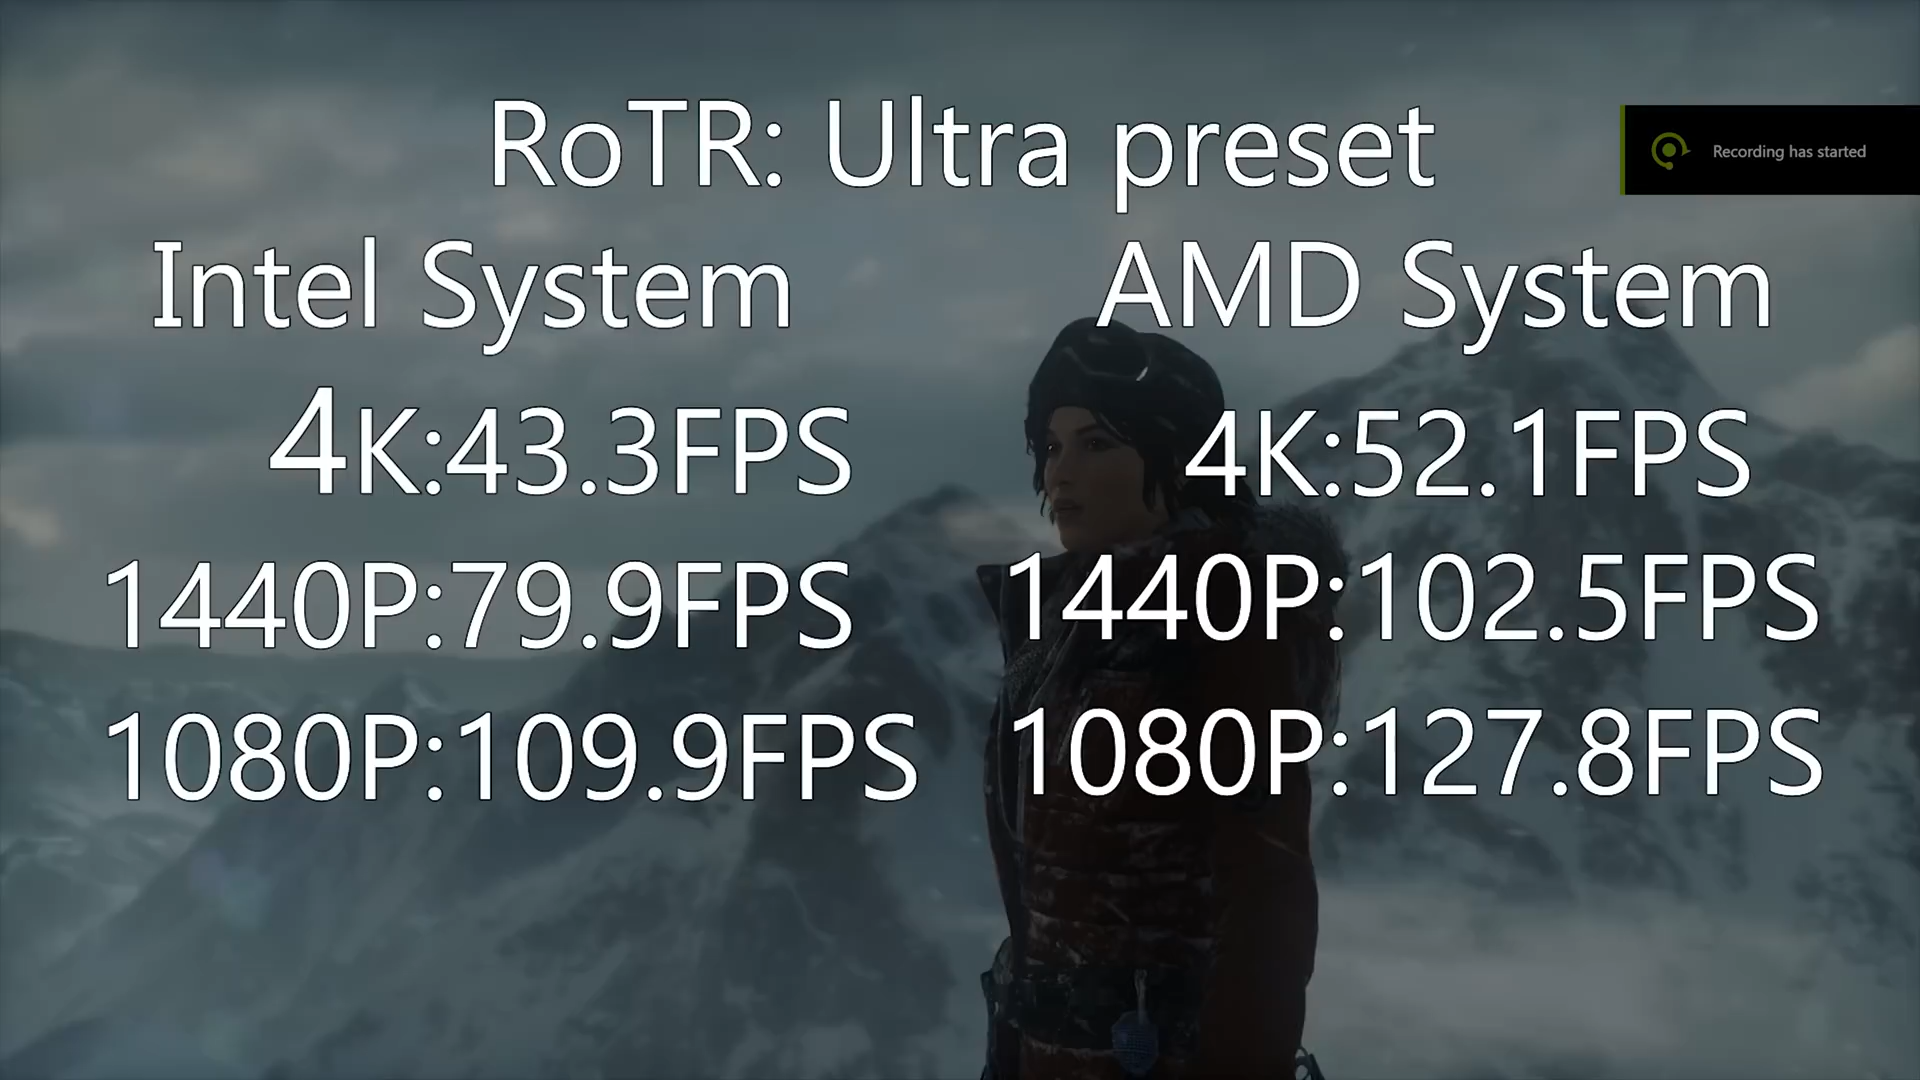 RoTR: Ultra preset
Recording has started
Intel System
AMD System
4K:43.3FPS
4K:52.1FPS
1440P:79.9FPS
1440P:102.5FPS
1080P:109.9FPS
1080P:127.8FPS